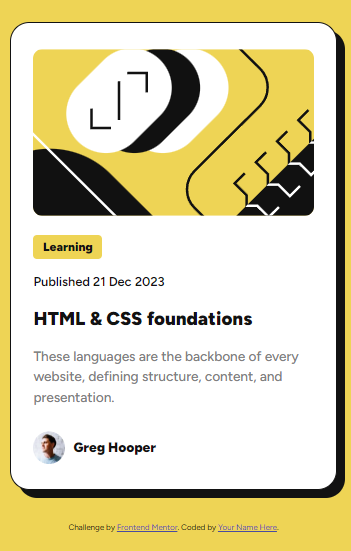 Learning
Published 21 Dec 2023
HTML & CSS foundations
These languages are the backbone of every
website, defining structure, content, and
presentation.
Greg Hooper
Challenge by Frontend Mentor. Coded by Your Name Here.